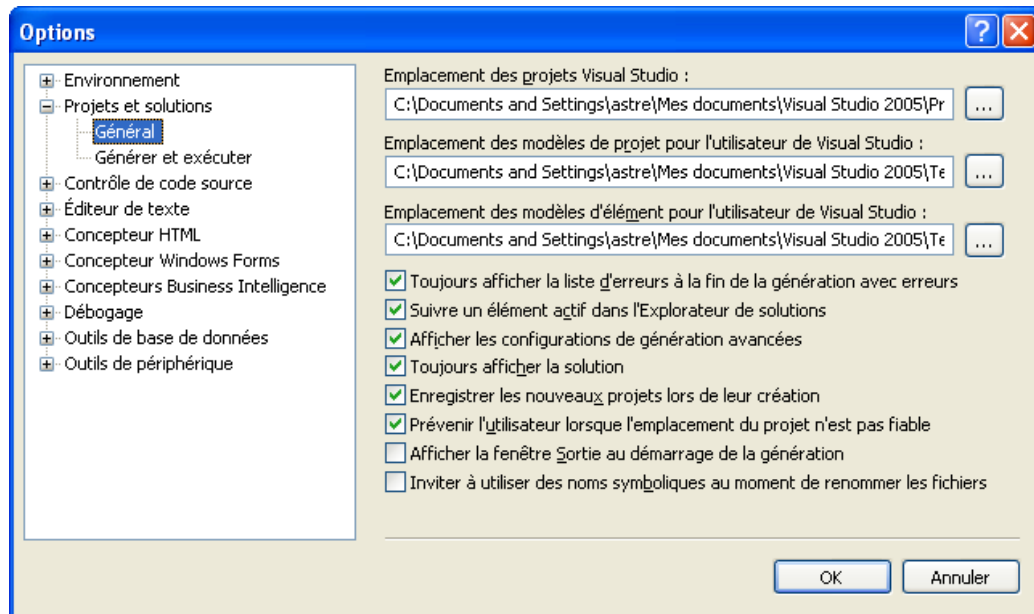 Options
Environnement
Projets et solutions
Général
Générer et exécuter
Contrôle de code source
Éditeur de texte
Concepteur HTML
Concepteur Windows Forms
Concepteurs Business Intelligence
Débogage
Outils de base de données
Outils de périphérique
Emplacement des projets Visual Studio :
C:\Documents and Settings\astre\Mes documents\Visual Studio 2005\Pr
...
Emplacement des modèles de projet pour l'utilisateur de Visual Studio :
C:\Documents and Settings\astre\Mes documents\Visual Studio 2005\Te
...
Emplacement des modèles d'élément pour l'utilisateur de Visual Studio :
C:\Documents and Settings\astre\Mes documents\Visual Studio 2005\Te
...
Toujours afficher la liste d'erreurs à la fin de la génération avec erreurs
Suivre un élément actif dans l'Explorateur de solutions
Afficher les configurations de génération avancées
Toujours afficher la solution
Enregistrer les nouveaux projets lors de leur création
Prévenir l'utilisateur lorsque l'emplacement du projet n'est pas fiable
Afficher la fenêtre Sortie au démarrage de la génération
Inviter à utiliser des noms symboliques au moment de renommer les fichiers
OK
Annuler